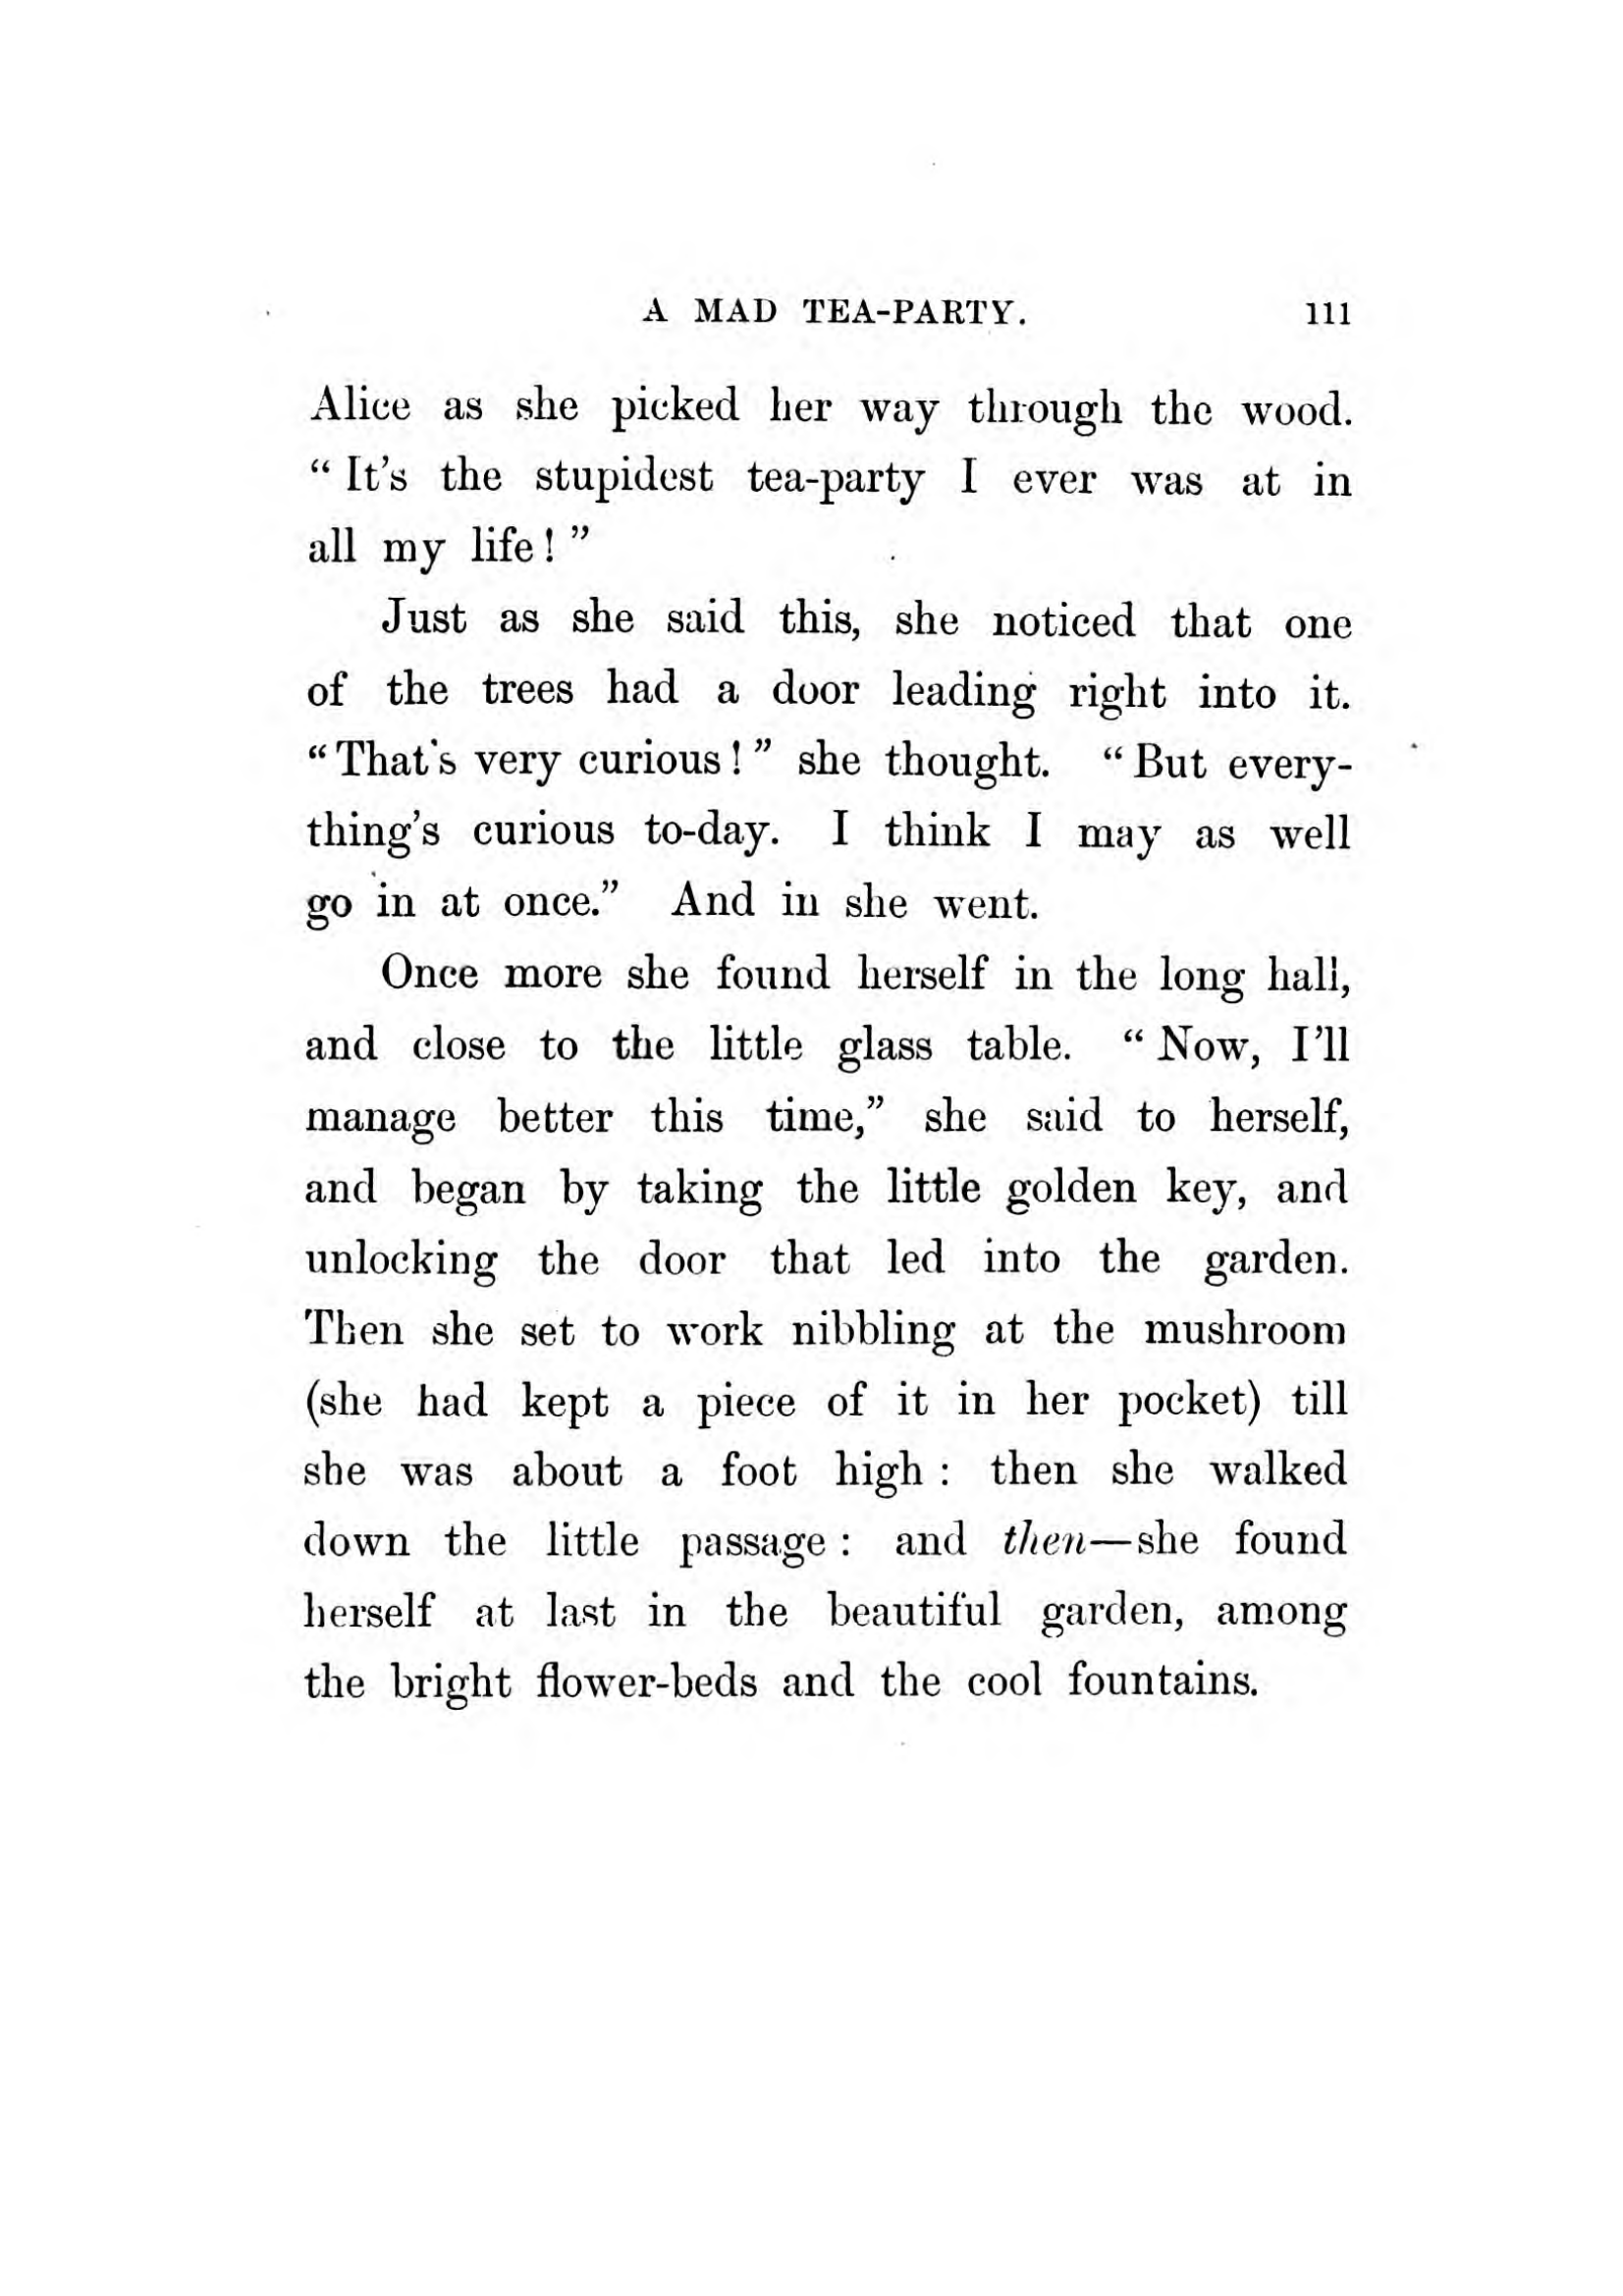 A MAD TEA-PARTY. 111
Alice as she picked her way through the wood.
“ It’s the stupidest tea-party I ever was at in
all my life! ”
Just as she said this, she noticed that one
of the trees had a door leading right into it.
“ That’s very curious! ” she thought. “ But every-
thing’s curious to-day. I think I may as well
go in at once.” And in she went.
Once more she found herself in the long hall,
and close to the little glass table. “ Now, I’ll
manage better this time,” she said to herself,
and began by taking the little golden key, and
unlocking the door that led into the garden.
Then she set to work nibbling at the mushroom
(she had kept a piece of it in her pocket) till
she was about a foot high : then she walked
down the little passage : and then—she found
herself at last in the beautiful garden, among
the bright flower-beds and the cool fountains.